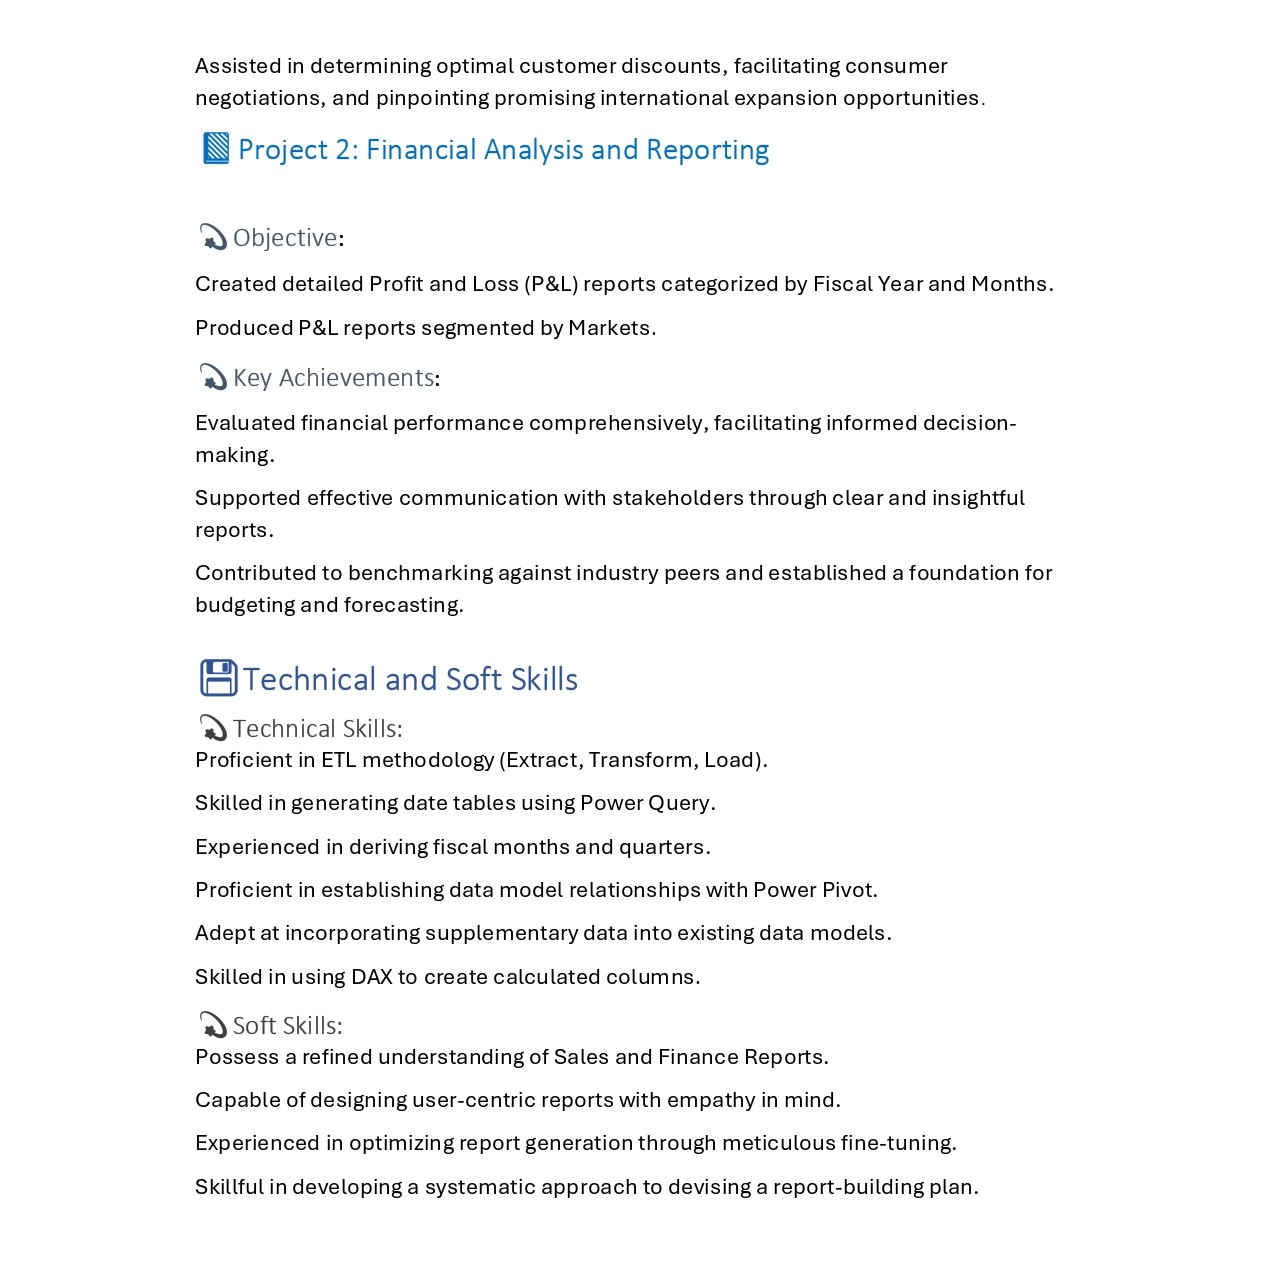 Assisted in determining optimal customer discounts, facilitating consumer
negotiations, and pinpointing promising international expansion opportunities.
Project 2: Financial Analysis and Reporting
Objective:
Created detailed Profit and Loss (P&L) reports categorized by Fiscal Year and Months.
Produced P&L reports segmented by Markets.
Key Achievements:
Evaluated financial performance comprehensively, facilitating informed decision-
making.
Supported effective communication with stakeholders through clear and insightful
reports.
Contributed to benchmarking against industry peers and established a foundation for
budgeting and forecasting.
Technical and Soft Skills
Technical Skills:
Proficient in ETL methodology (Extract, Transform, Load).
Skilled in generating date tables using Power Query.
Experienced in deriving fiscal months and quarters.
Proficient in establishing data model relationships with Power Pivot.
Adept at incorporating supplementary data into existing data models.
Skilled in using DAX to create calculated columns.
Soft Skills:
Possess a refined understanding of Sales and Finance Reports.
Capable of designing user-centric reports with empathy in mind.
Experienced in optimizing report generation through meticulous fine-tuning.
Skillful in developing a systematic approach to devising a report-building plan.